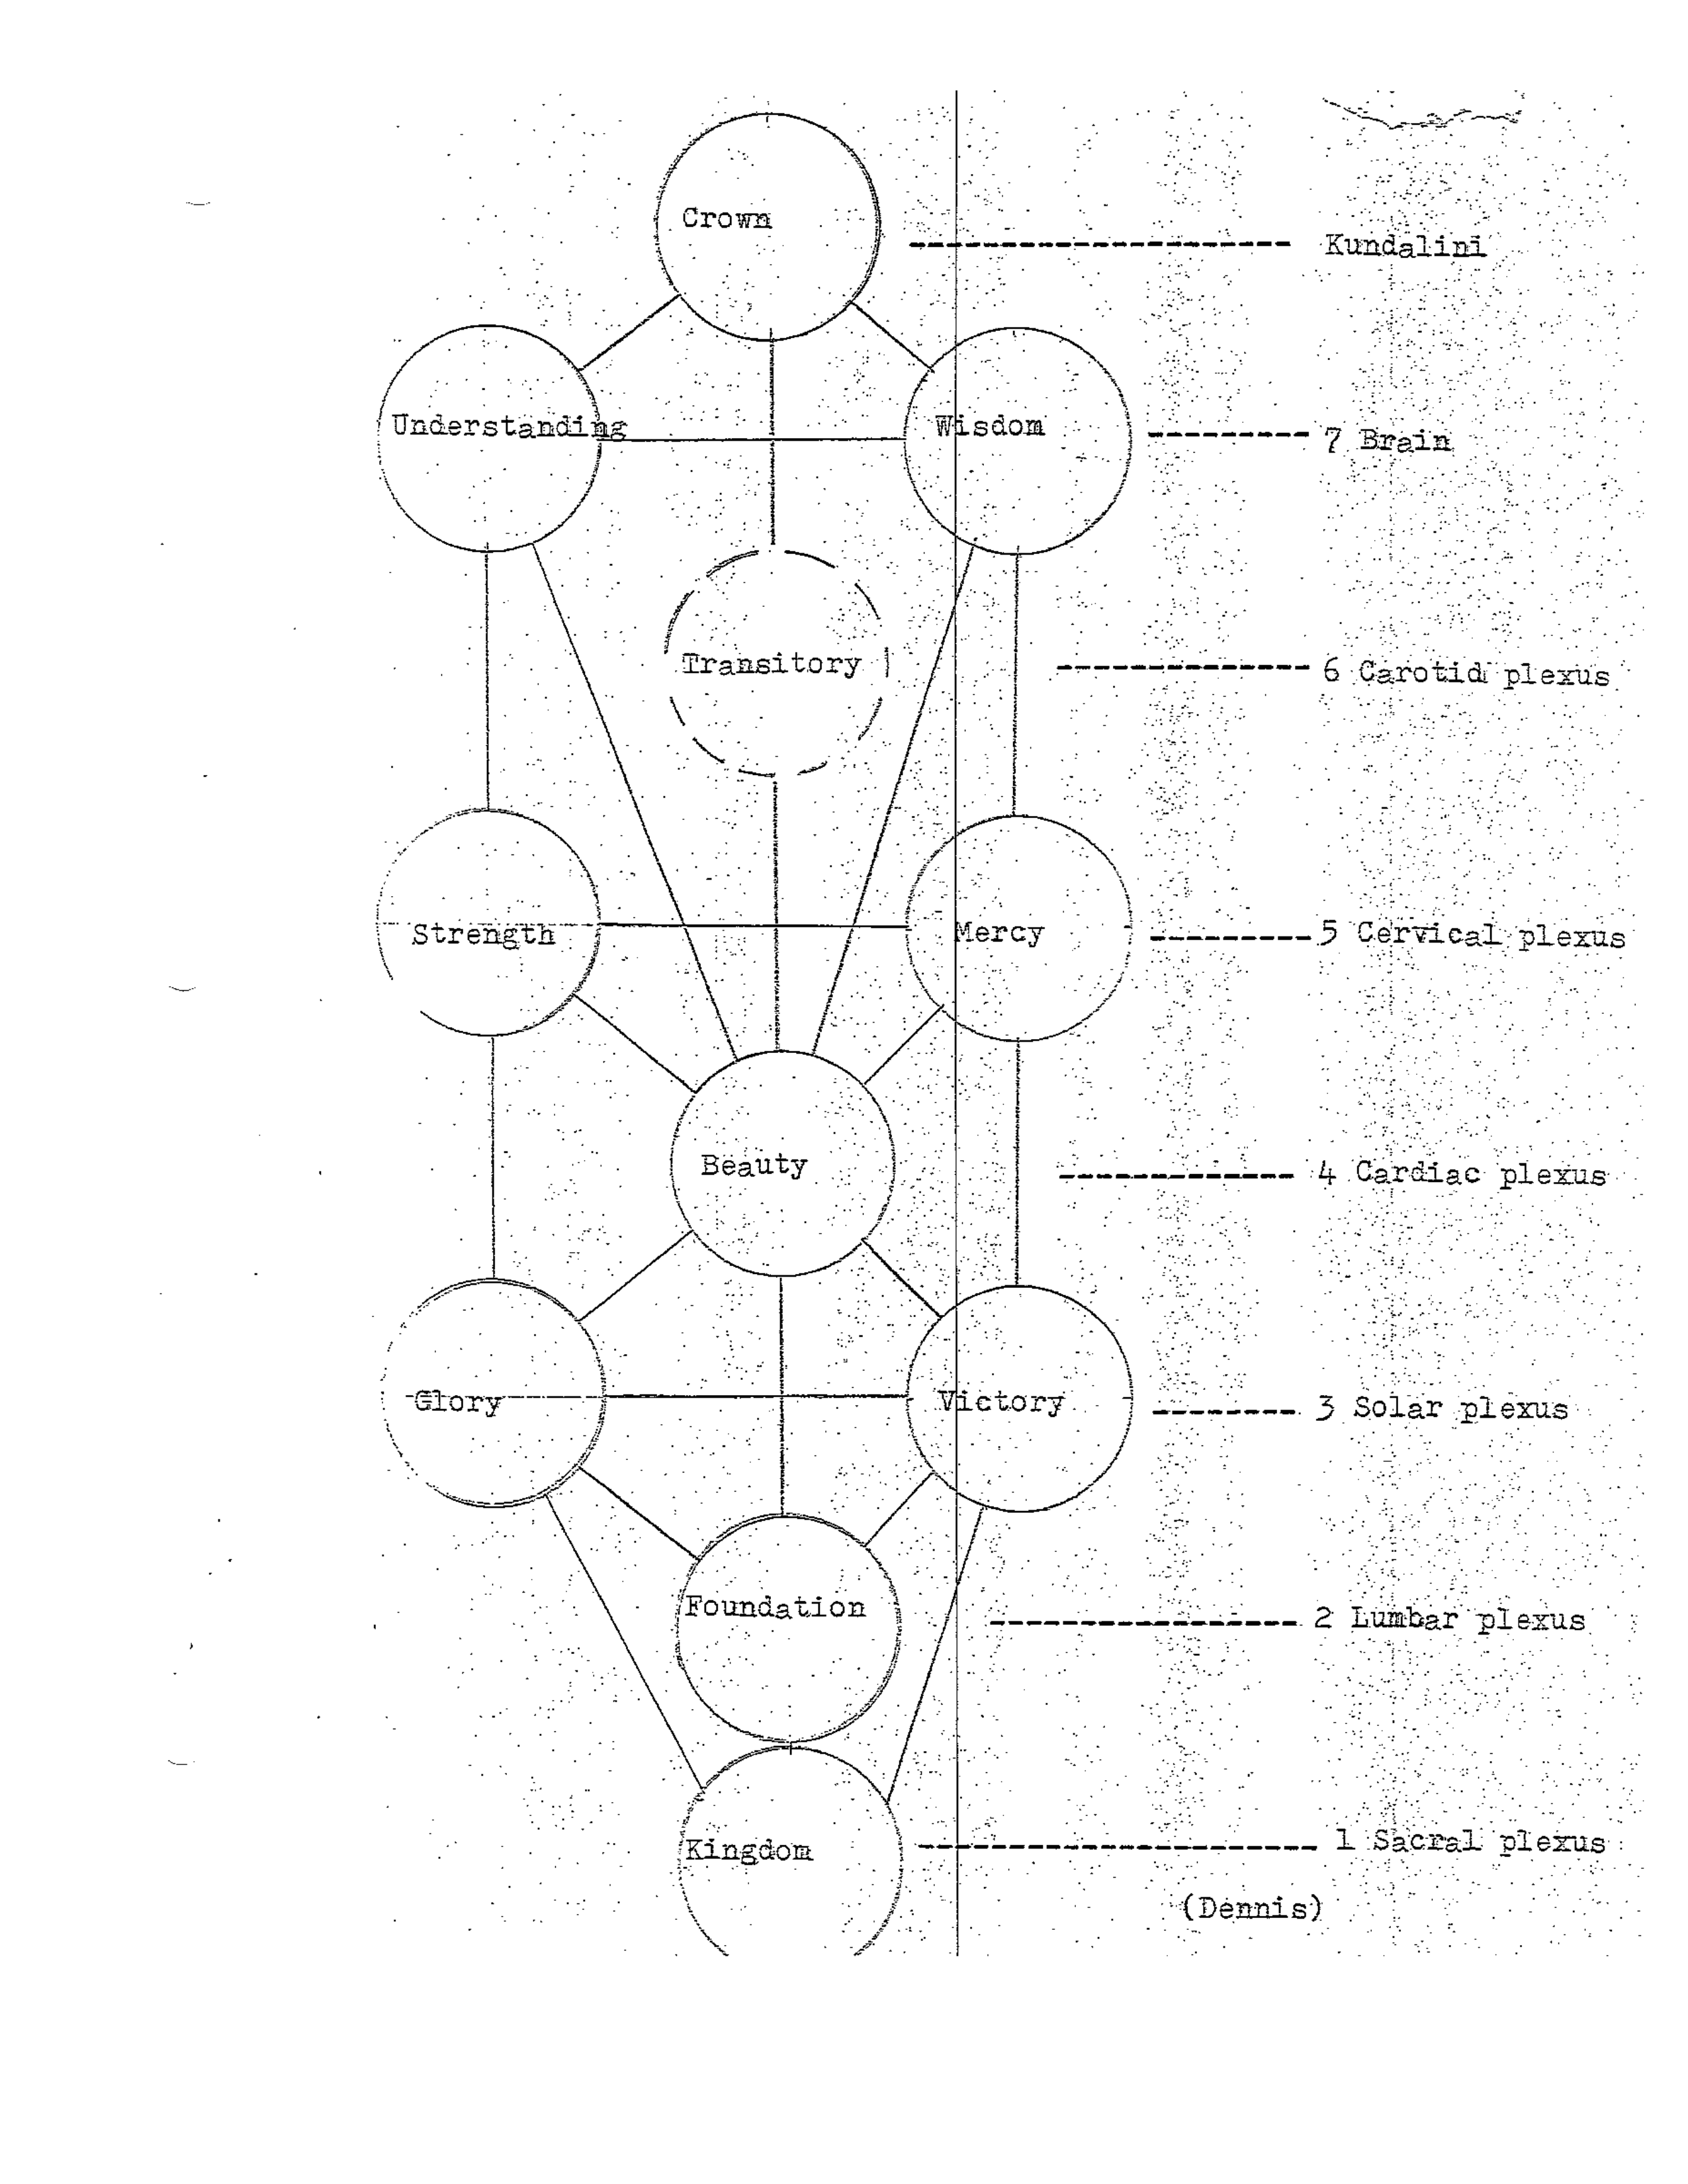 Crown
Kundalini
Understanding
Wisdom
7 Brain
Transitory
6 Carotid plexus
Strength
Mercy
5 Cervical plexus
Beauty
4 Cardiac plexus
Glory
Victory
3 Solar plexus
Foundation
2 Lumbar plexus
Kingdom
1 Sacral plexus
(Dennis)